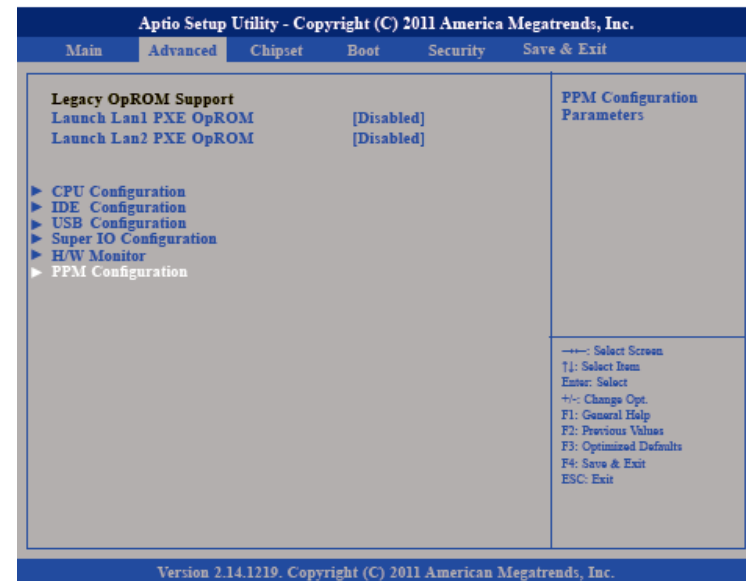 Aptio Setup Utility - Copyright (C) 2011 America Megatrends, Inc.
Main Advanced Chipset Boot Security Save & Exit
Legacy OpROM Support
Launch Lan1 PXE OpROM [Disabled]
Launch Lan2 PXE OpROM [Disabled]
► CPU Configuration
► IDE Configuration
► USB Configuration
► Super IO Configuration
► H/W Monitor
► PPM Configuration
PPM Configuration
Parameters
→←: Select Screen
↑↓: Select Item
Enter: Select
+/-: Change Opt.
F1: General Help
F2: Previous Values
F3: Optimized Defaults
F4: Save & Exit
ESC: Exit
Version 2.14.1219. Copyright (C) 2011 American Megatrends, Inc.